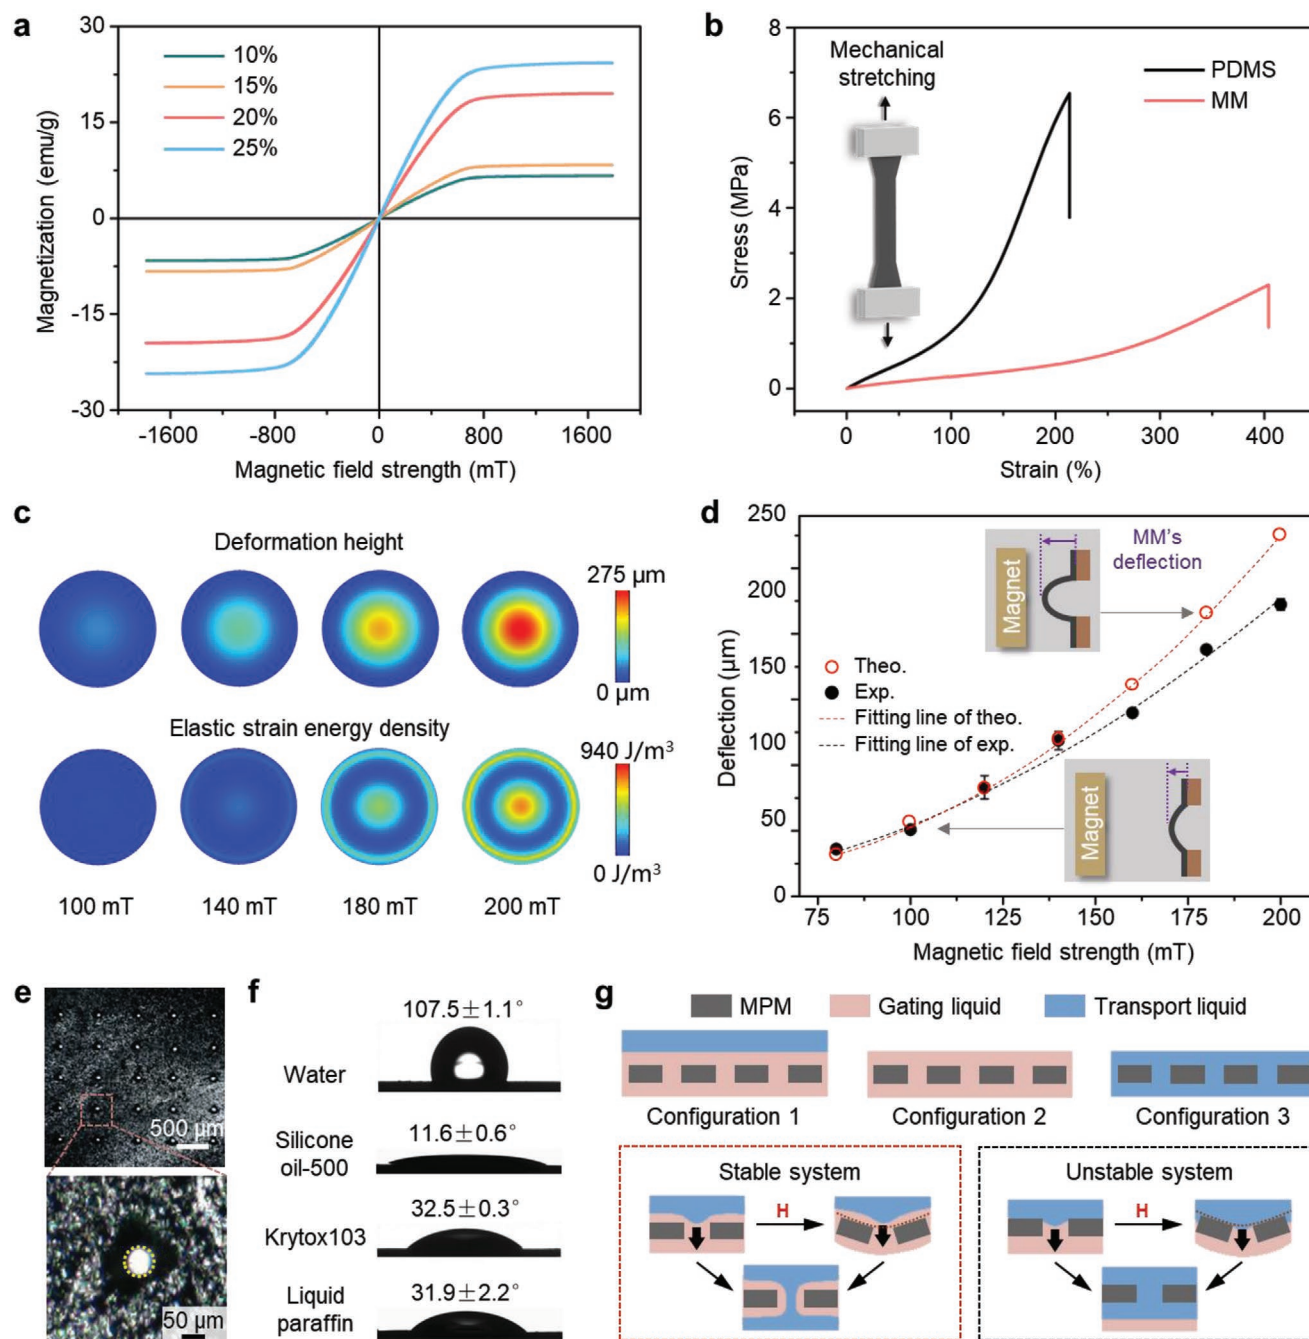 a
30
15
0
-15
-30
Magnetization (emu/g)
10%
15%
20%
25%
-1600 -800 0 800 1600
Magnetic field strength (mT)
b
8
6
4
2
0
Srress (MPa)
Mechanical
stretching
PDMS
MM
0 100 200 300 400
Strain (%)
c
Deformation height
275 μm
0 μm
Elastic strain energy density
940 J/m³
0 J/m³
100 mT 140 mT 180 mT 200 mT
d
250
200
150
100
50
0
Deflection (μm)
Magnet
MM's
deflection
Theo.
Exp.
Fitting line of theo.
Fitting line of exp.
Magnet
75 100 125 150 175 200
Magnetic field strength (mT)
e
500 μm
50 μm
f
107.5±1.1°
Water
11.6±0.6°
Silicone
oil-500
32.5±0.3°
Krytox103
31.9±2.2°
Liquid
paraffin
g
MPM Gating liquid Transport liquid
Configuration 1 Configuration 2 Configuration 3
Stable system
H
Unstable system
H